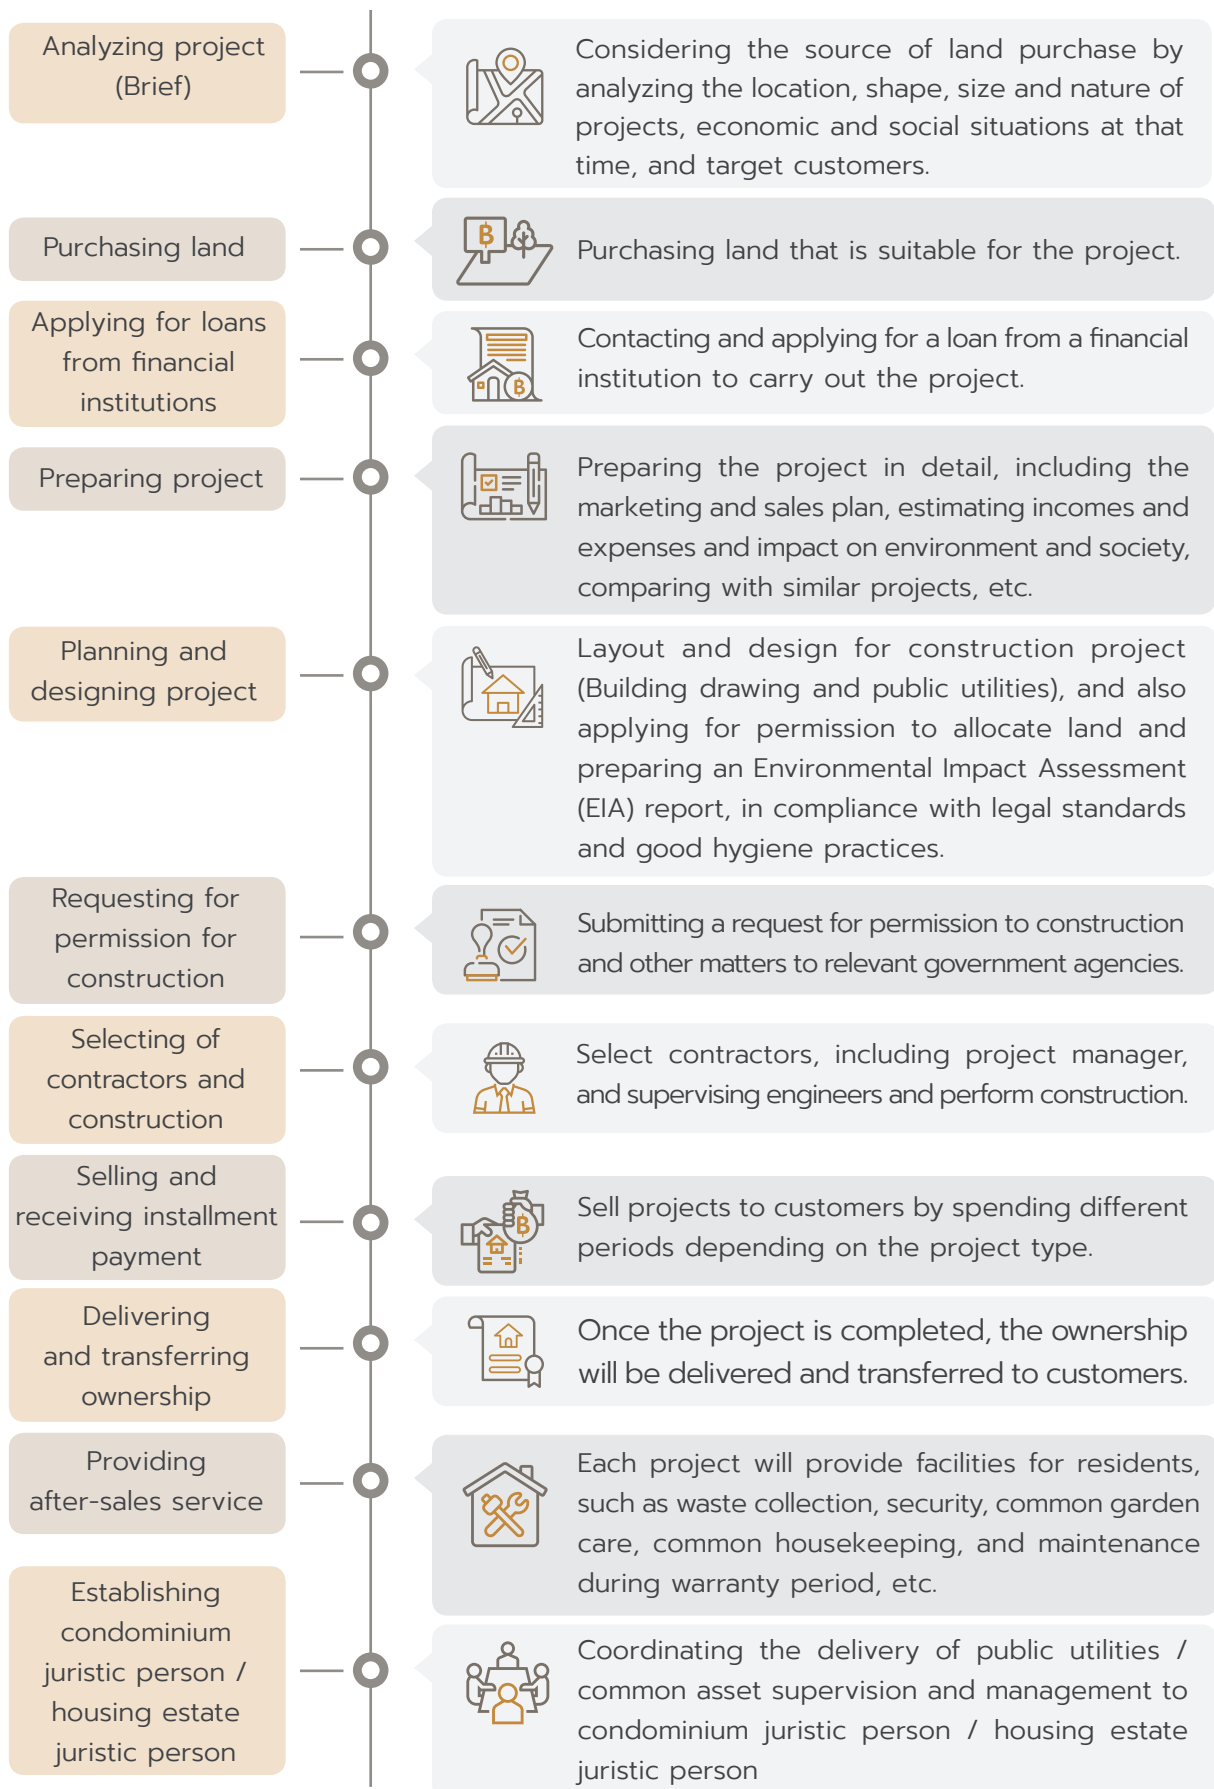 Analyzing project
(Brief)
Considering the source of land purchase by
analyzing the location, shape, size and nature of
projects, economic and social situations at that
time, and target customers.
Purchasing land
฿
Purchasing land that is suitable for the project.
Applying for loans
from financial
institutions
฿
Contacting and applying for a loan from a financial
institution to carry out the project.
Preparing project
Preparing the project in detail, including the
marketing and sales plan, estimating incomes and
expenses and impact on environment and society,
comparing with similar projects, etc.
Planning and
designing project
Layout and design for construction project
(Building drawing and public utilities), and also
applying for permission to allocate land and
preparing an Environmental Impact Assessment
(EIA) report, in compliance with legal standards
and good hygiene practices.
Requesting for
permission for
construction
Submitting a request for permission to construction
and other matters to relevant government agencies.
Selecting of
contractors and
construction
Select contractors, including project manager,
and supervising engineers and perform construction.
Selling and
receiving installment
payment
฿
Sell projects to customers by spending different
periods depending on the project type.
Delivering
and transferring
ownership
Once the project is completed, the ownership
will be delivered and transferred to customers.
Providing
after-sales service
Each project will provide facilities for residents,
such as waste collection, security, common garden
care, common housekeeping, and maintenance
during warranty period, etc.
Establishing
condominium
juristic person /
housing estate
juristic person
Coordinating the delivery of public utilities /
common asset supervision and management to
condominium juristic person / housing estate
juristic person